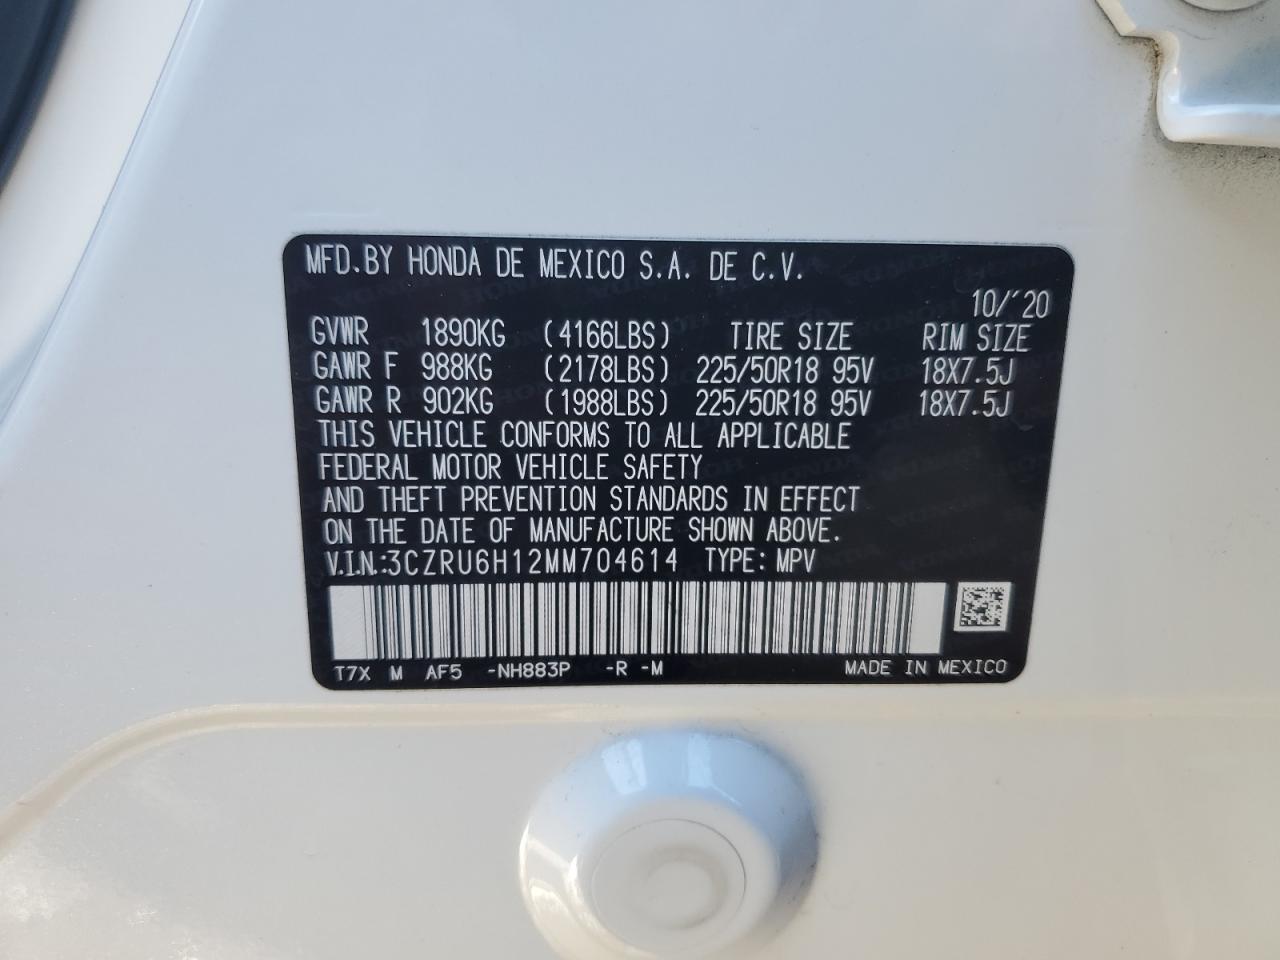 MFD.BY HONDA DE MEXICO S.A. DE C.V.
10/'20
GVWR 1890KG (4166LBS) TIRE SIZE RIM SIZE
GAWR F 988KG (2178LBS) 225/50R18 95V 18X7.5J
GAWR R 902KG (1988LBS) 225/50R18 95V 18X7.5J
THIS VEHICLE CONFORMS TO ALL APPLICABLE
FEDERAL MOTOR VEHICLE SAFETY
AND THEFT PREVENTION STANDARDS IN EFFECT
ON THE DATE OF MANUFACTURE SHOWN ABOVE.
V.I.N.:3CZRU6H12MM704614 TYPE: MPV
T7X M AF5 -NH883P -R -M MADE IN MEXICO